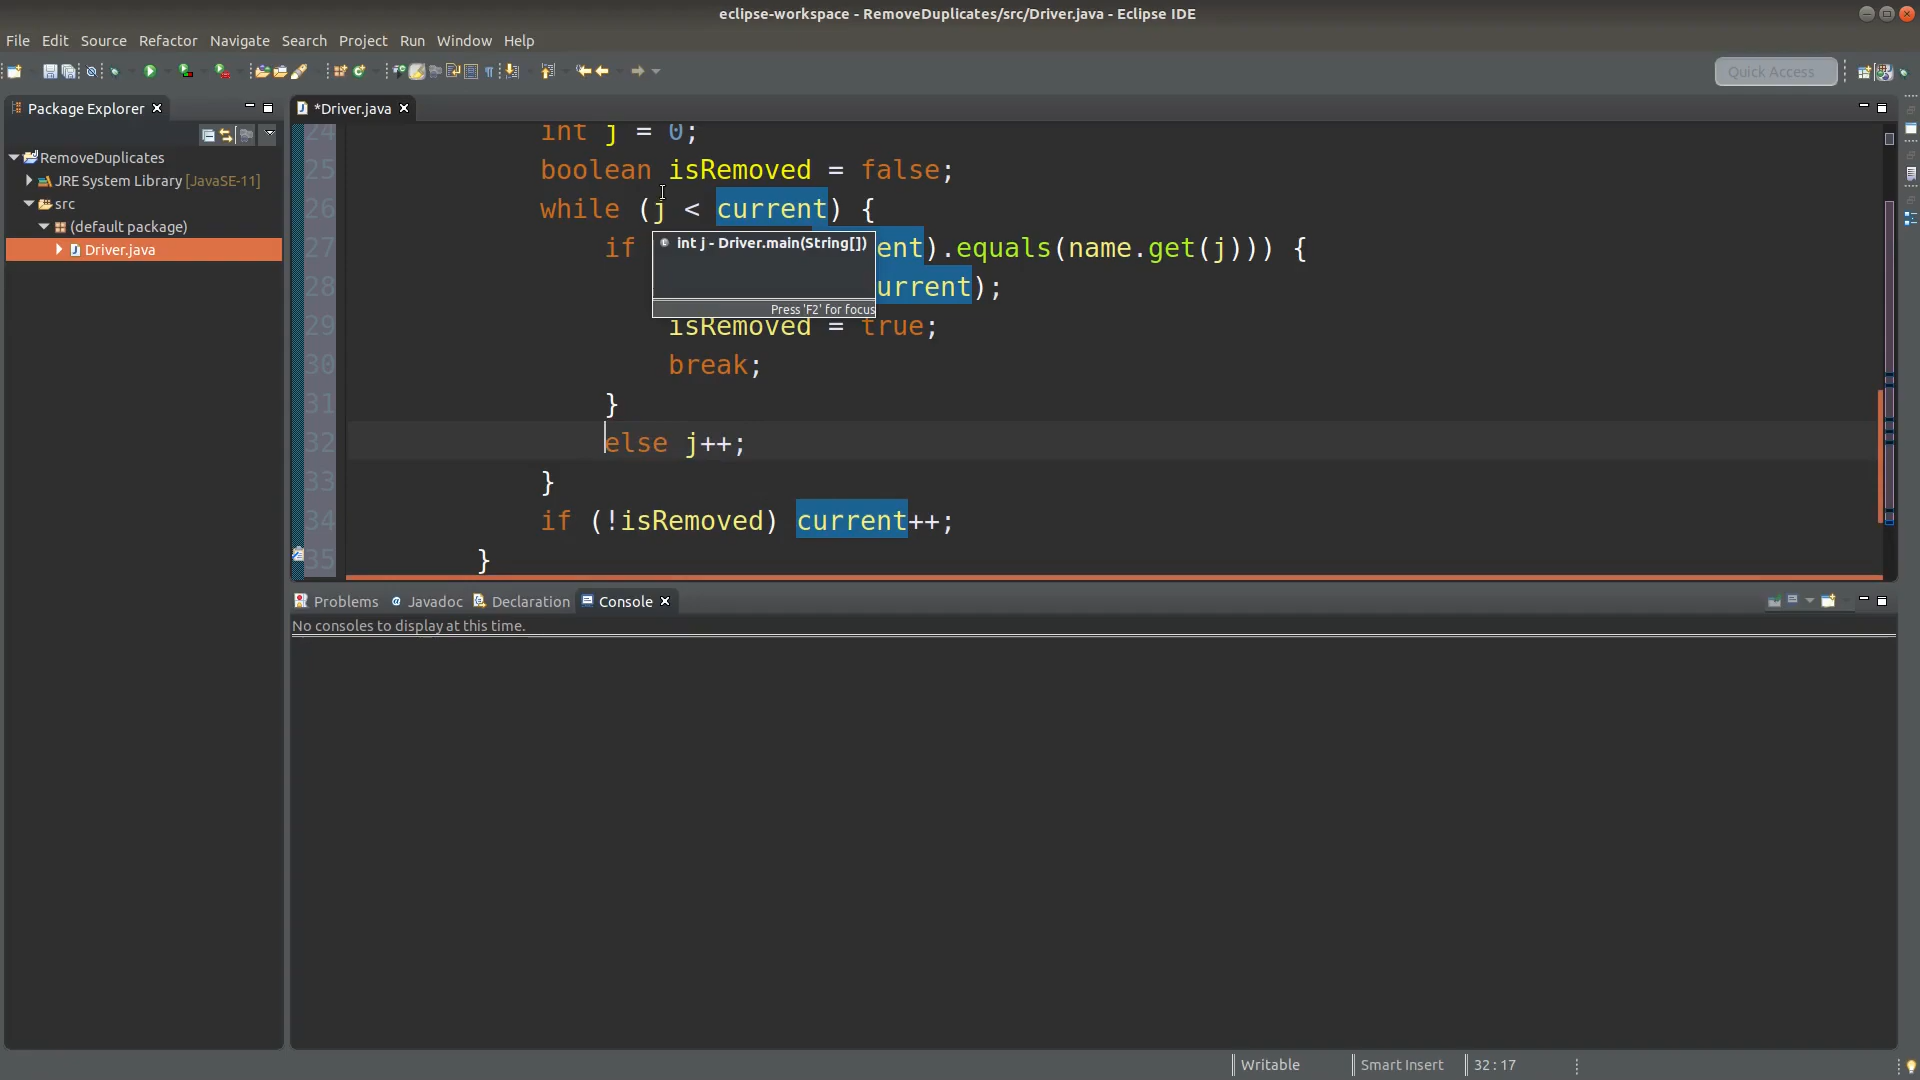 eclipse-workspace - RemoveDuplicates/src/Driver.java - Eclipse IDE
File Edit Source Refactor Navigate Search Project Run Window Help
Quick Access
Package Explorer
*Driver.java
RemoveDuplicates
JRE System Library [JavaSE-11]
src
(default package)
Driver.java
24 int j = 0;
25 boolean isRemoved = false;
26 while (j < current) {
27 if ent).equals(name.get(j))) {
int j - Driver.main(String[])
28 urrent);
Press 'F2' for focus
29 isRemoved = true;
30 break;
31 }
32 else j++;
33 }
34 if (!isRemoved) current++;
35 }
Problems Javadoc Declaration Console
No consoles to display at this time.
Writable Smart Insert 32 : 17